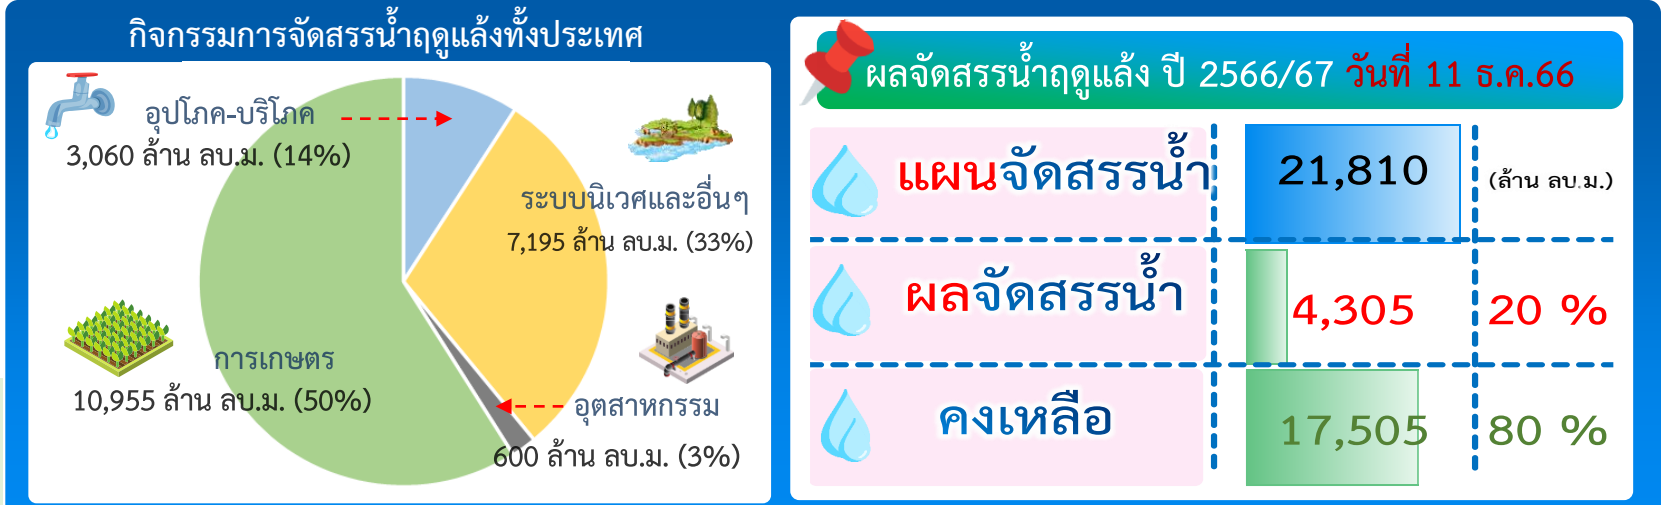 กิจกรรมการจัดสรรน้ำฤดูแล้งทั้งประเทศ
อุปโภค-บริโภค
3,060 ล้าน ลบ.ม. (14%)
ระบบนิเวศและอื่นๆ
7,195 ล้าน ลบ.ม. (33%)
การเกษตร
10,955 ล้าน ลบ.ม. (50%)
อุตสาหกรรม
600 ล้าน ลบ.ม. (3%)
ผลจัดสรรน้ำฤดูแล้ง ปี 2566/67 วันที่ 11 ธ.ค.66
แผนจัดสรรน้ำ 21,810 (ล้าน ลบ.ม.)
ผลจัดสรรน้ำ 4,305 20 %
คงเหลือ 17,505 80 %